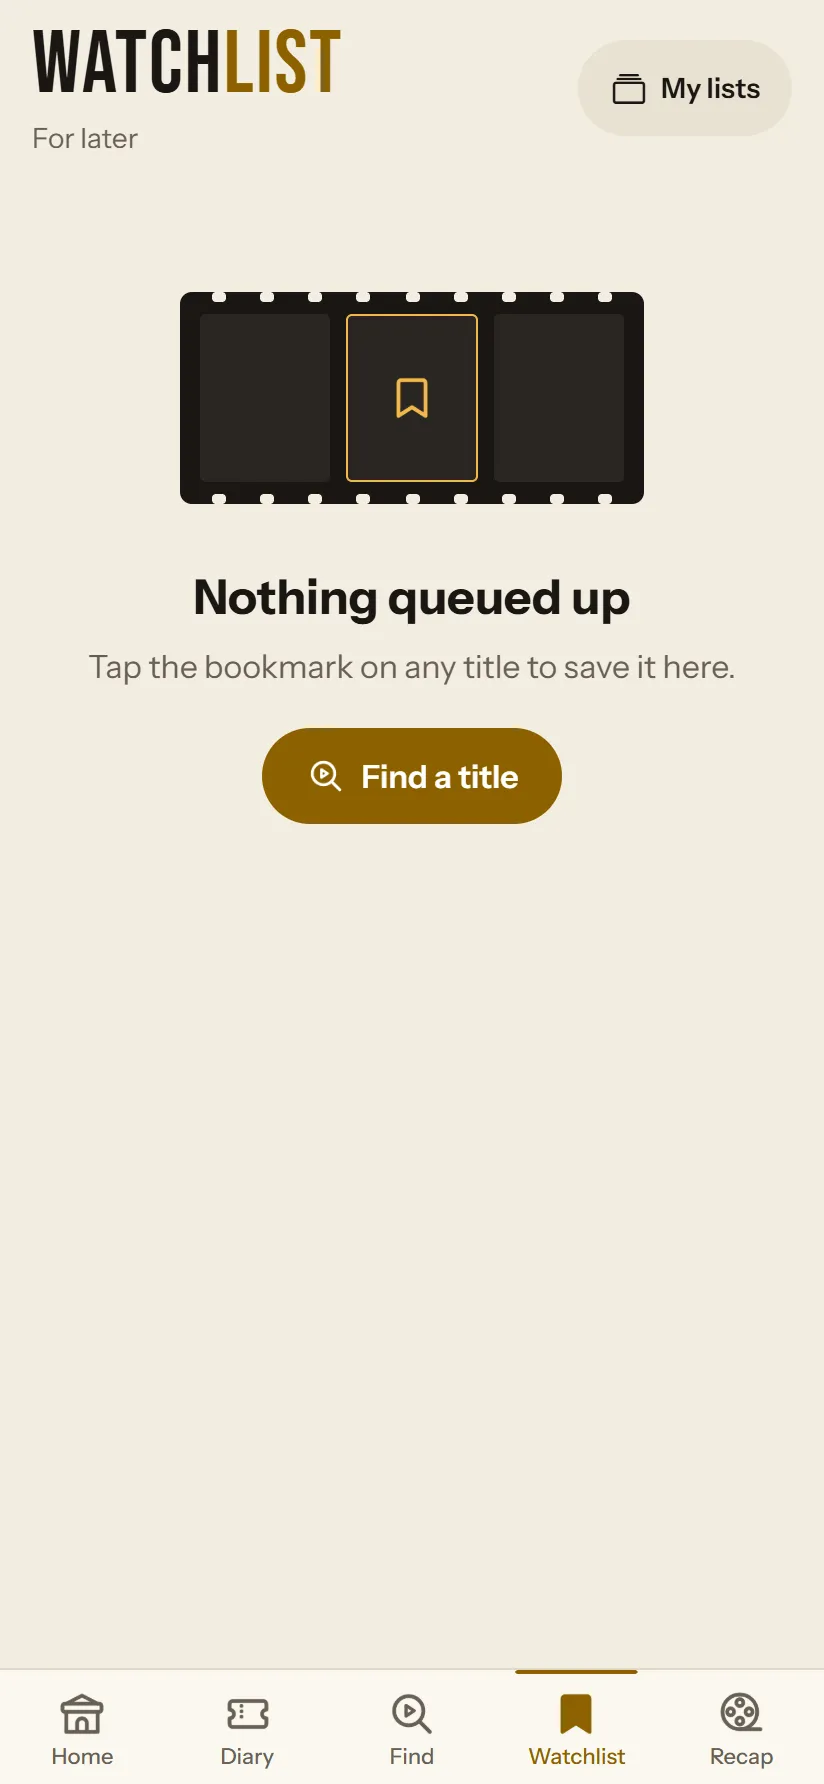 WATCHLIST
For later
My lists
Nothing queued up
Tap the bookmark on any title to save it here.
Find a title
Home
Diary
Find
Watchlist
Recap